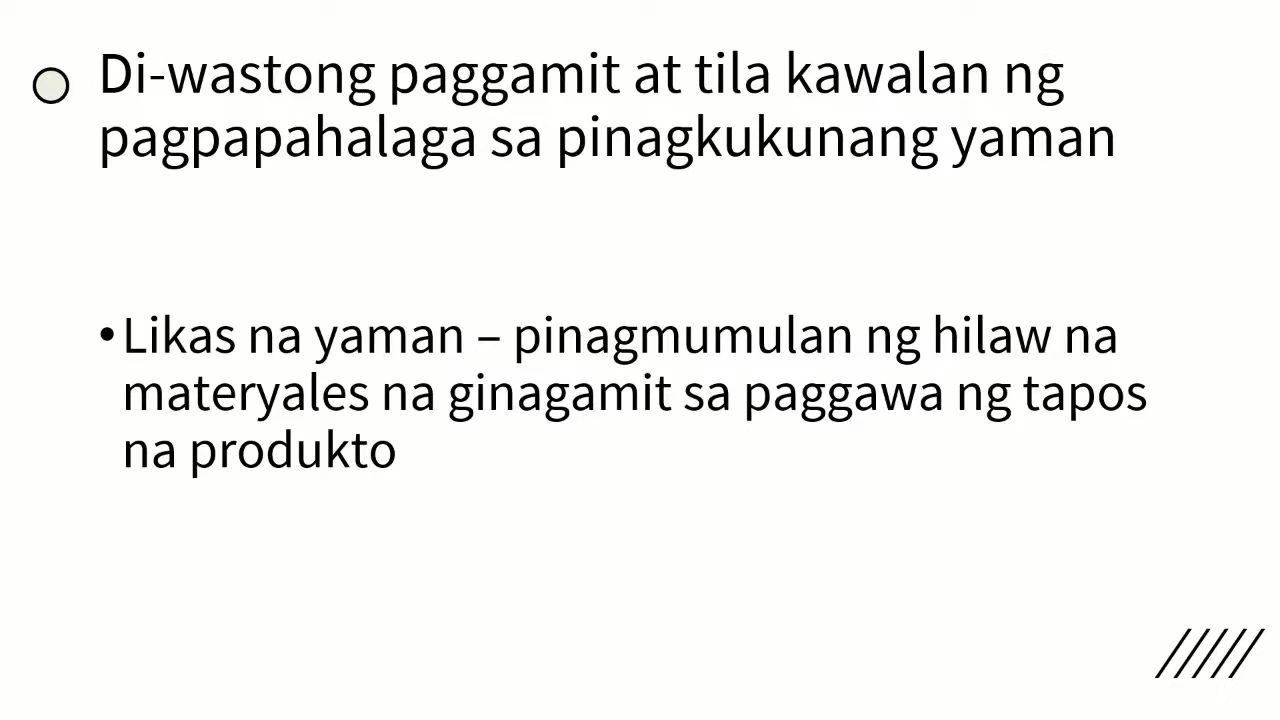 Di-wastong paggamit at tila kawalan ng
pagpapahalaga sa pinagkukunang yaman
•Likas na yaman – pinagmumulan ng hilaw na
materyales na ginagamit sa paggawa ng tapos
na produkto